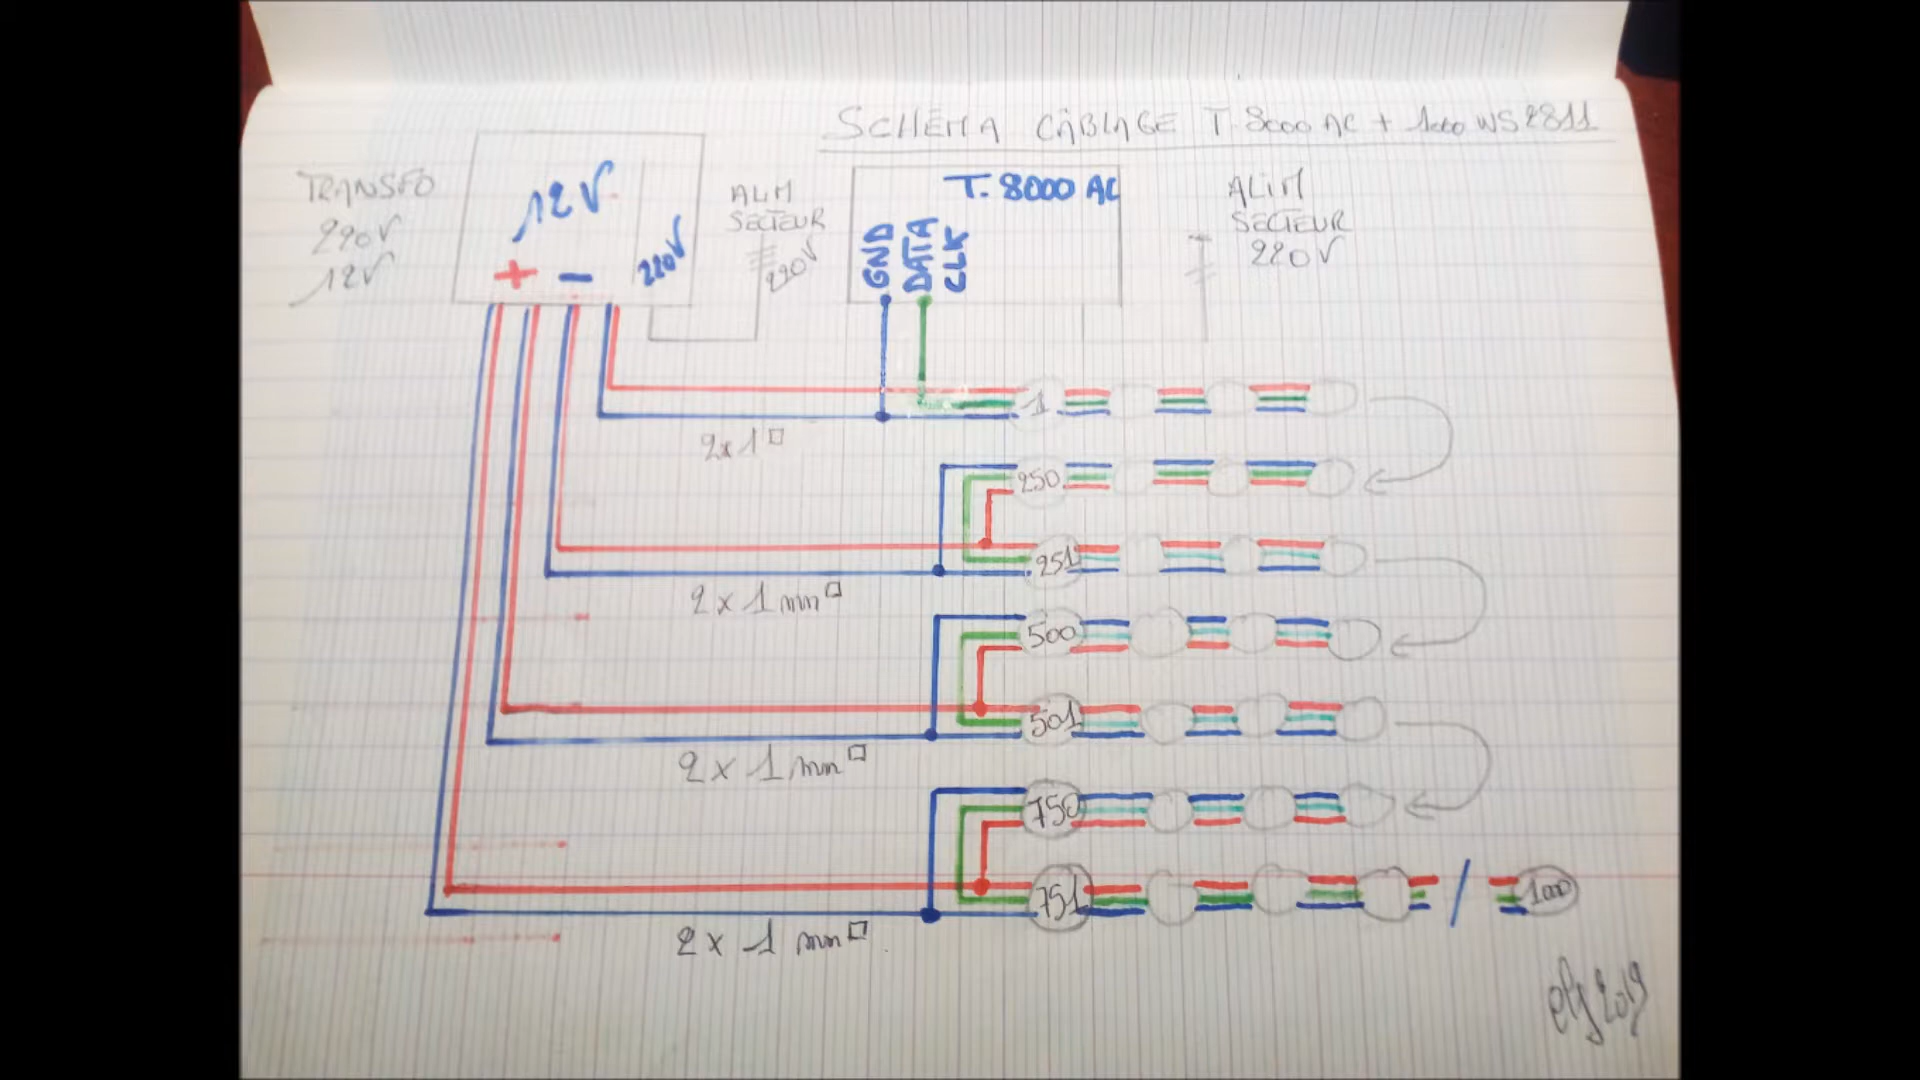 SCHÉMA CÂBLAGE T.8000 AC + 1000 WS2811
TRANSFO
220V
12V
12V
+ -
220V
ALIM
SECTEUR
220V
T.8000 AC
GND
DATA
CLK
ALIM
SECTEUR
220V
1
2x1□
250
251
2 x 1 mm□
500
501
2 x 1 mm□
750
751
1000
2 x 1 mm□
2019